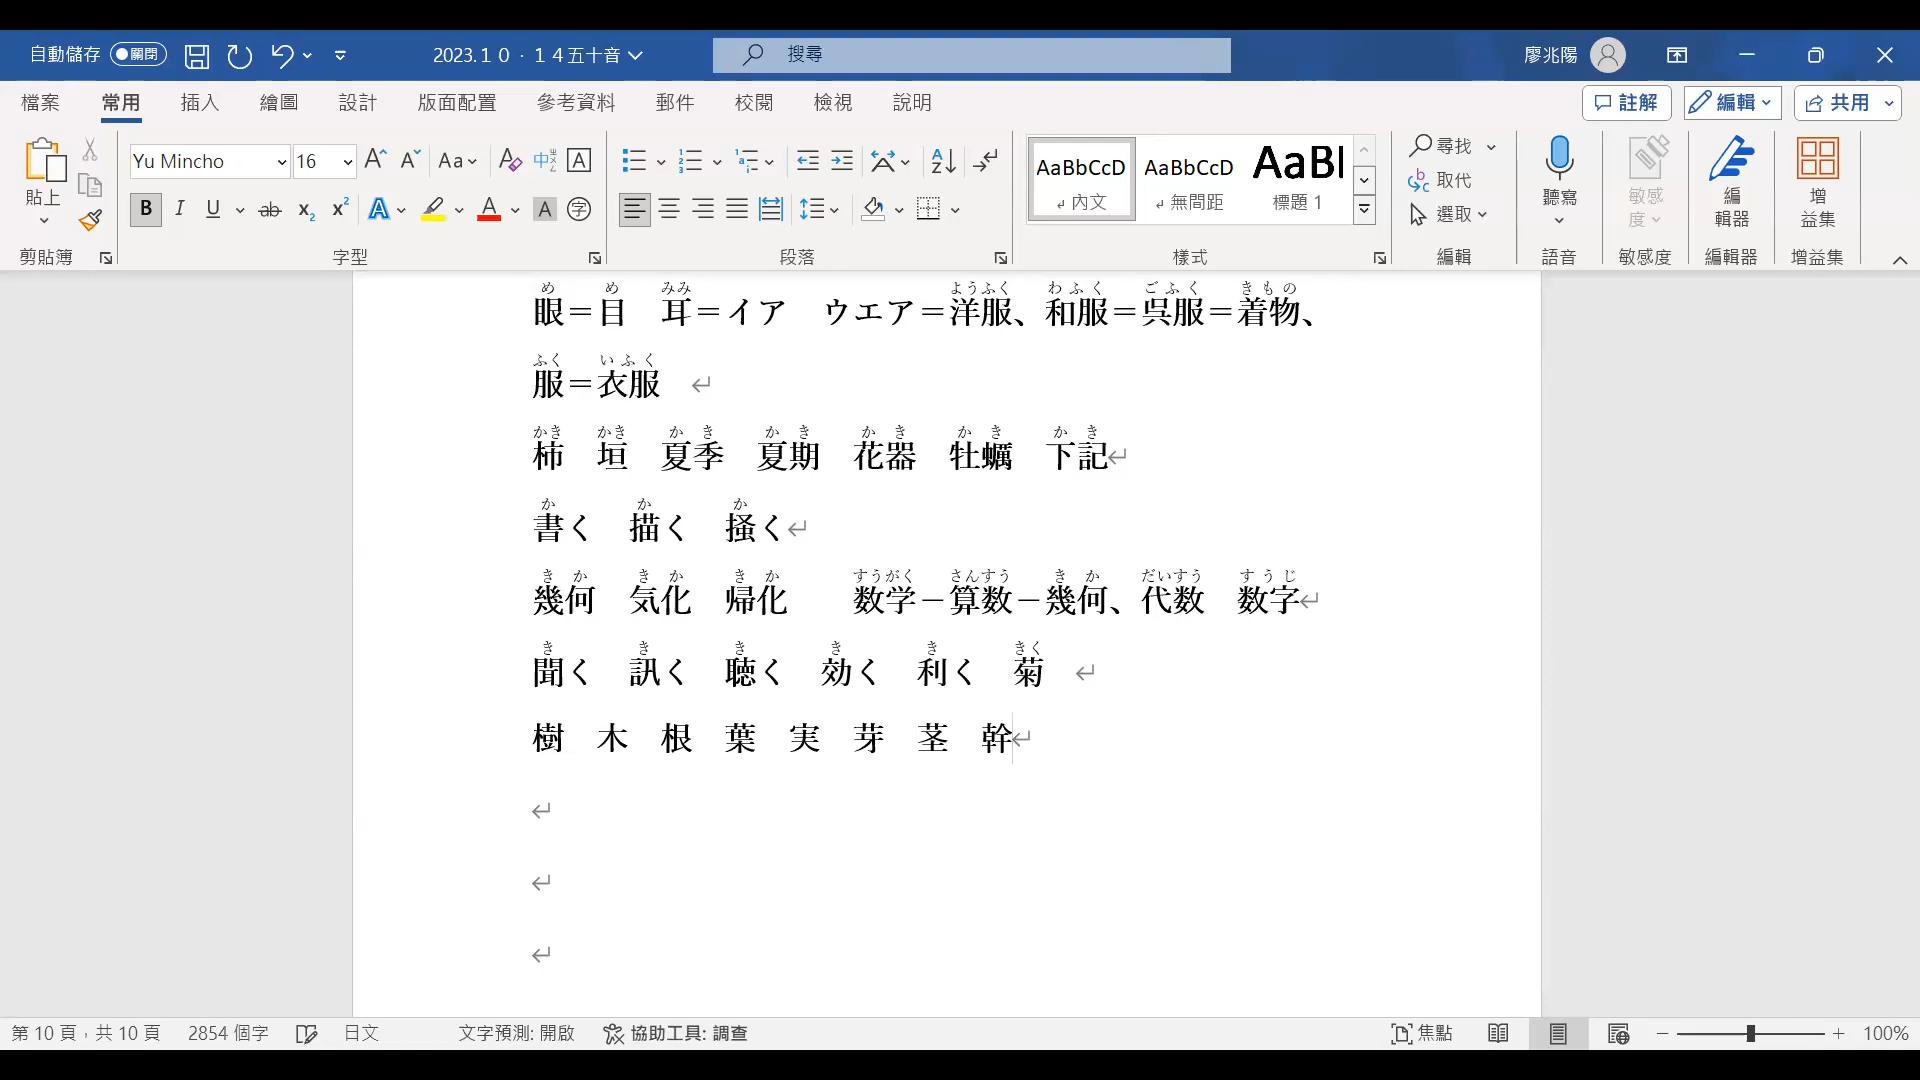 自動儲存 關閉 2023.１０‧１４五十音 搜尋 廖兆陽
檔案 常用 插入 繪圖 設計 版面配置 參考資料 郵件 校閱 檢視 說明 註解 編輯 共用
貼上
剪貼簿
Yu Mincho 16
字型
段落
AaBbCcD AaBbCcD AaBl
內文 無間距 標題 1
樣式
尋找
取代
選取
編輯
聽寫
語音
敏感度
敏感度
編輯器
編輯器
增益集
增益集
め め みみ ようふく わふく ごふく きもの
眼＝目 耳＝イア ウエア＝洋服、和服＝呉服＝着物、
ふく いふく
服＝衣服
かき かき かき かき かき かき かき
柿 垣 夏季 夏期 花器 牡蠣 下記
か か か
書く 描く 掻く
きか きか きか すうがく さんすう きか だいすう すうじ
幾何 気化 帰化 数学－算数－幾何、代数 数字
き き き き き きく
聞く 訊く 聴く 効く 利く 菊
樹 木 根 葉 実 芽 茎 幹
第 10 頁，共 10 頁 2854 個字 日文 文字預測: 開啟 協助工具: 調查 焦點 100%